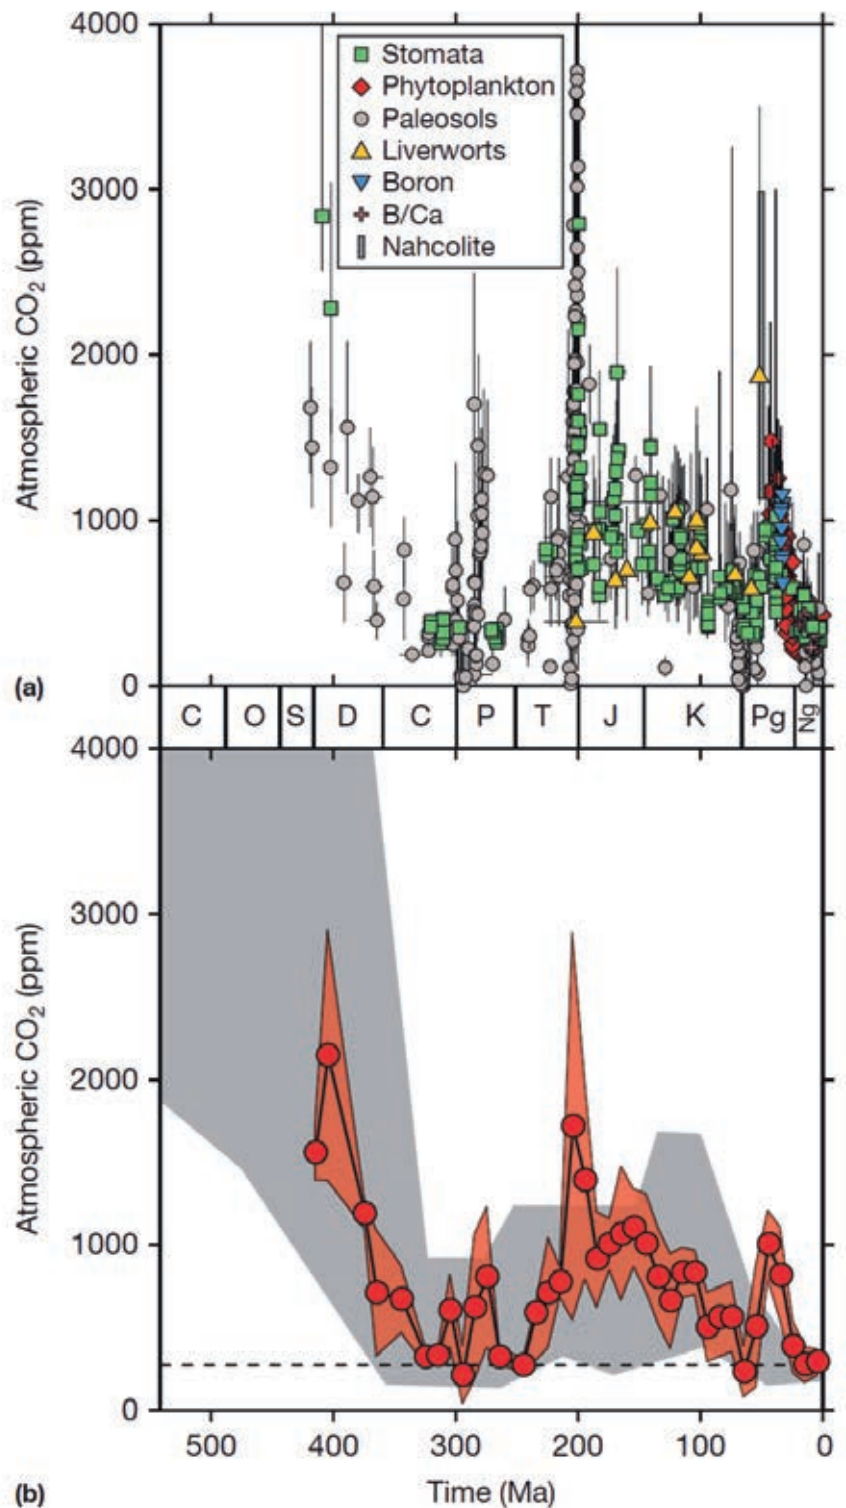 4000
3000
2000
1000
0
Atmospheric CO₂ (ppm)
Stomata
Phytoplankton
Paleosols
Liverworts
Boron
B/Ca
Nahcolite
(a)
C O S D C P T J K Pg Ng
4000
3000
2000
1000
0
Atmospheric CO₂ (ppm)
500 400 300 200 100 0
Time (Ma)
(b)